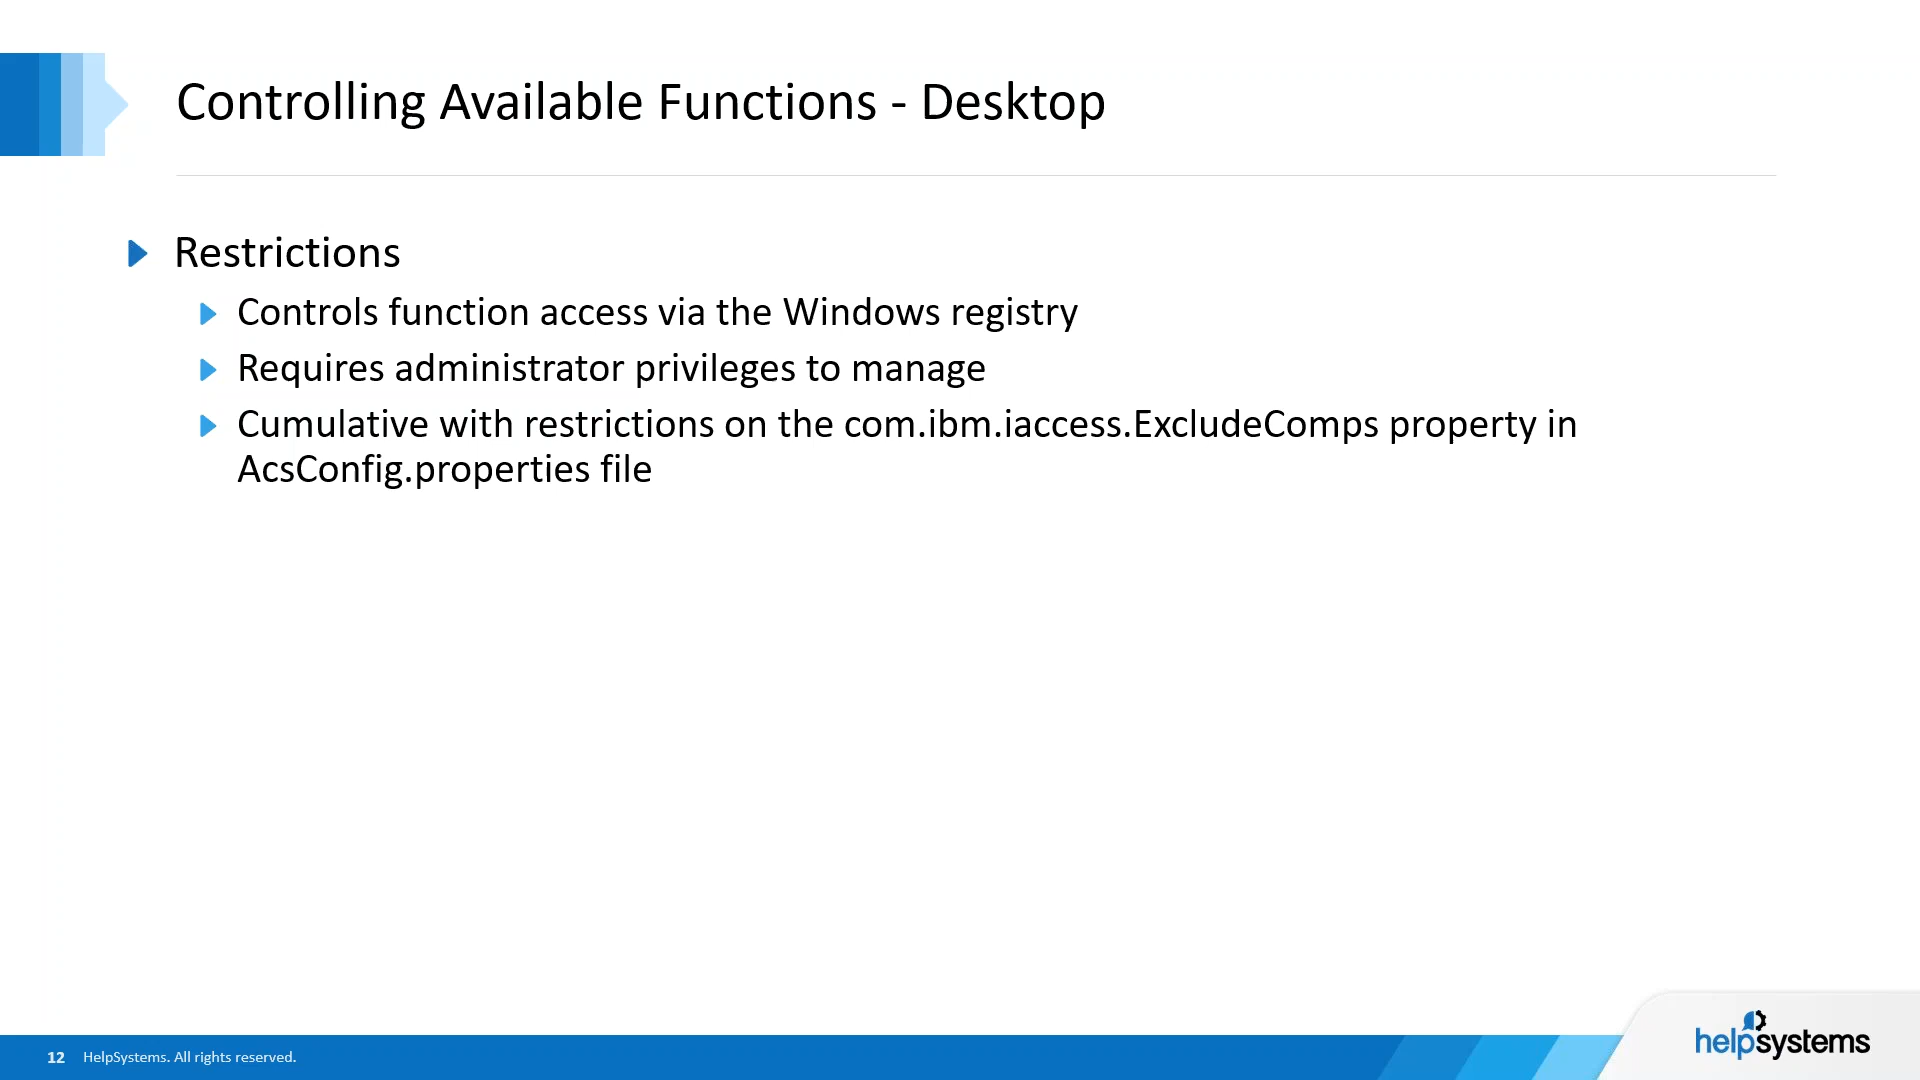 Controlling Available Functions - Desktop
Restrictions
Controls function access via the Windows registry
Requires administrator privileges to manage
Cumulative with restrictions on the com.ibm.iaccess.ExcludeComps property in
AcsConfig.properties file
12 HelpSystems. All rights reserved.
helpsystems